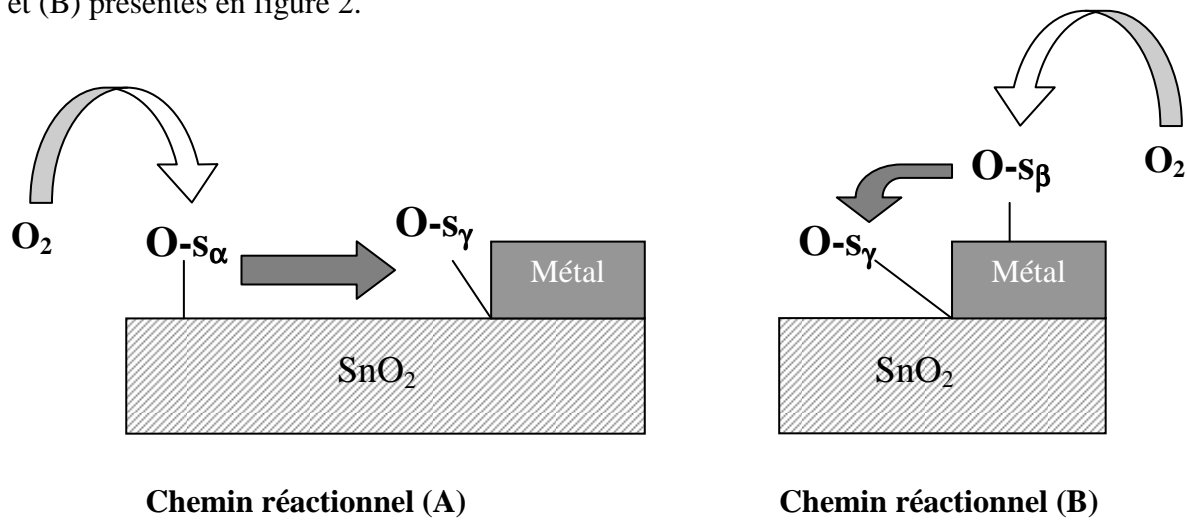 et (B) présentés en figure 2.
O₂
O-sα
O-sγ
Métal
SnO₂
Chemin réactionnel (A)
O-sβ
O₂
O-sγ
Métal
SnO₂
Chemin réactionnel (B)